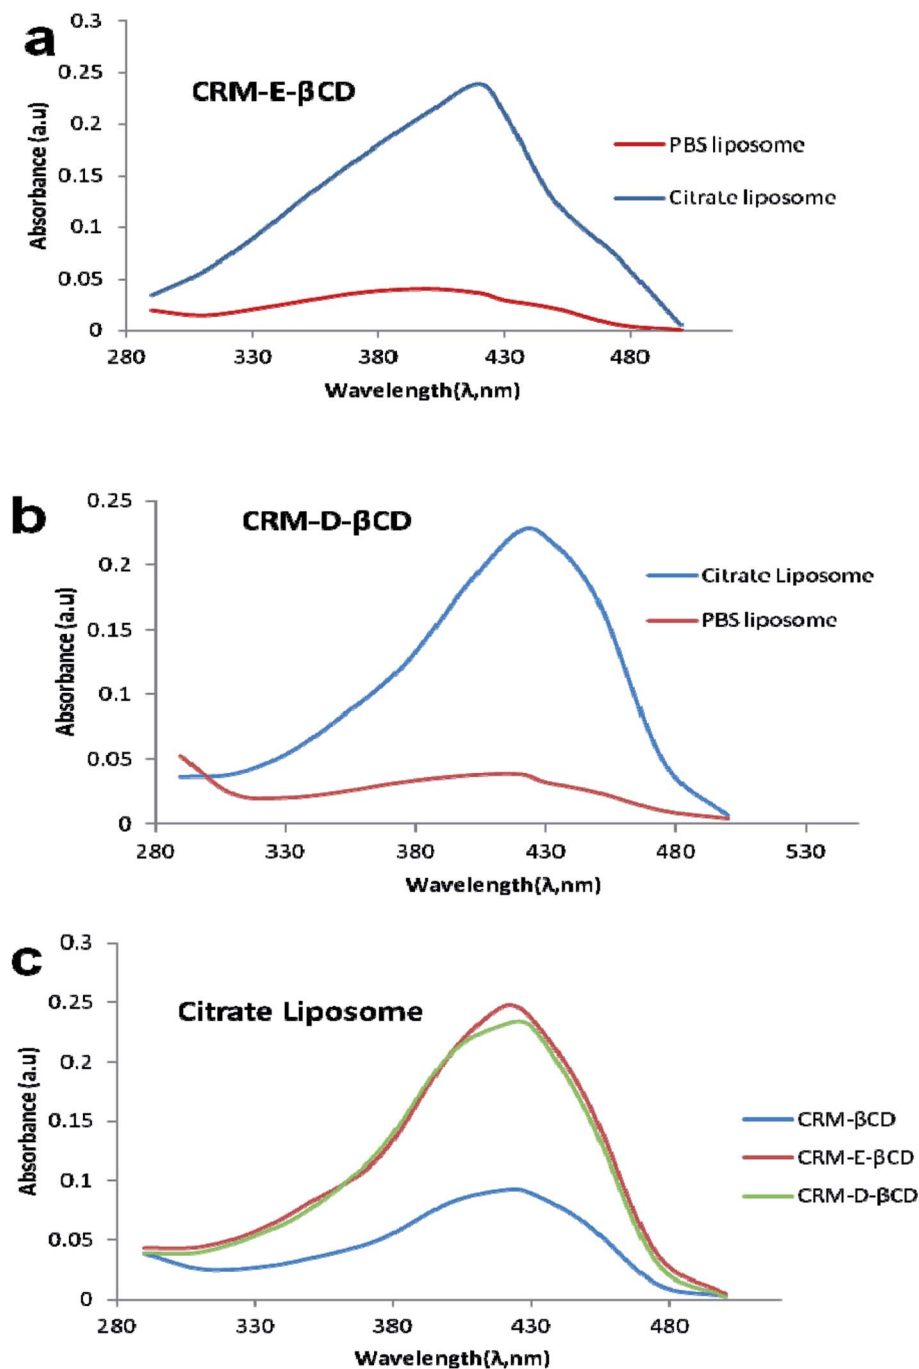 a
0.3
0.25
0.2
0.15
0.1
0.05
0
Absorbance (a.u)
CRM-E-βCD
PBS liposome
Citrate liposome
280 330 380 430 480
Wavelength(λ,nm)
b
0.25
0.2
0.15
0.1
0.05
0
Absorbance (a.u)
CRM-D-βCD
Citrate Liposome
PBS liposome
280 330 380 430 480 530
Wavelength(λ,nm)
c
0.3
0.25
0.2
0.15
0.1
0.05
0
Absorbance (a.u)
Citrate Liposome
CRM-βCD
CRM-E-βCD
CRM-D-βCD
280 330 380 430 480
Wavelength(λ,nm)